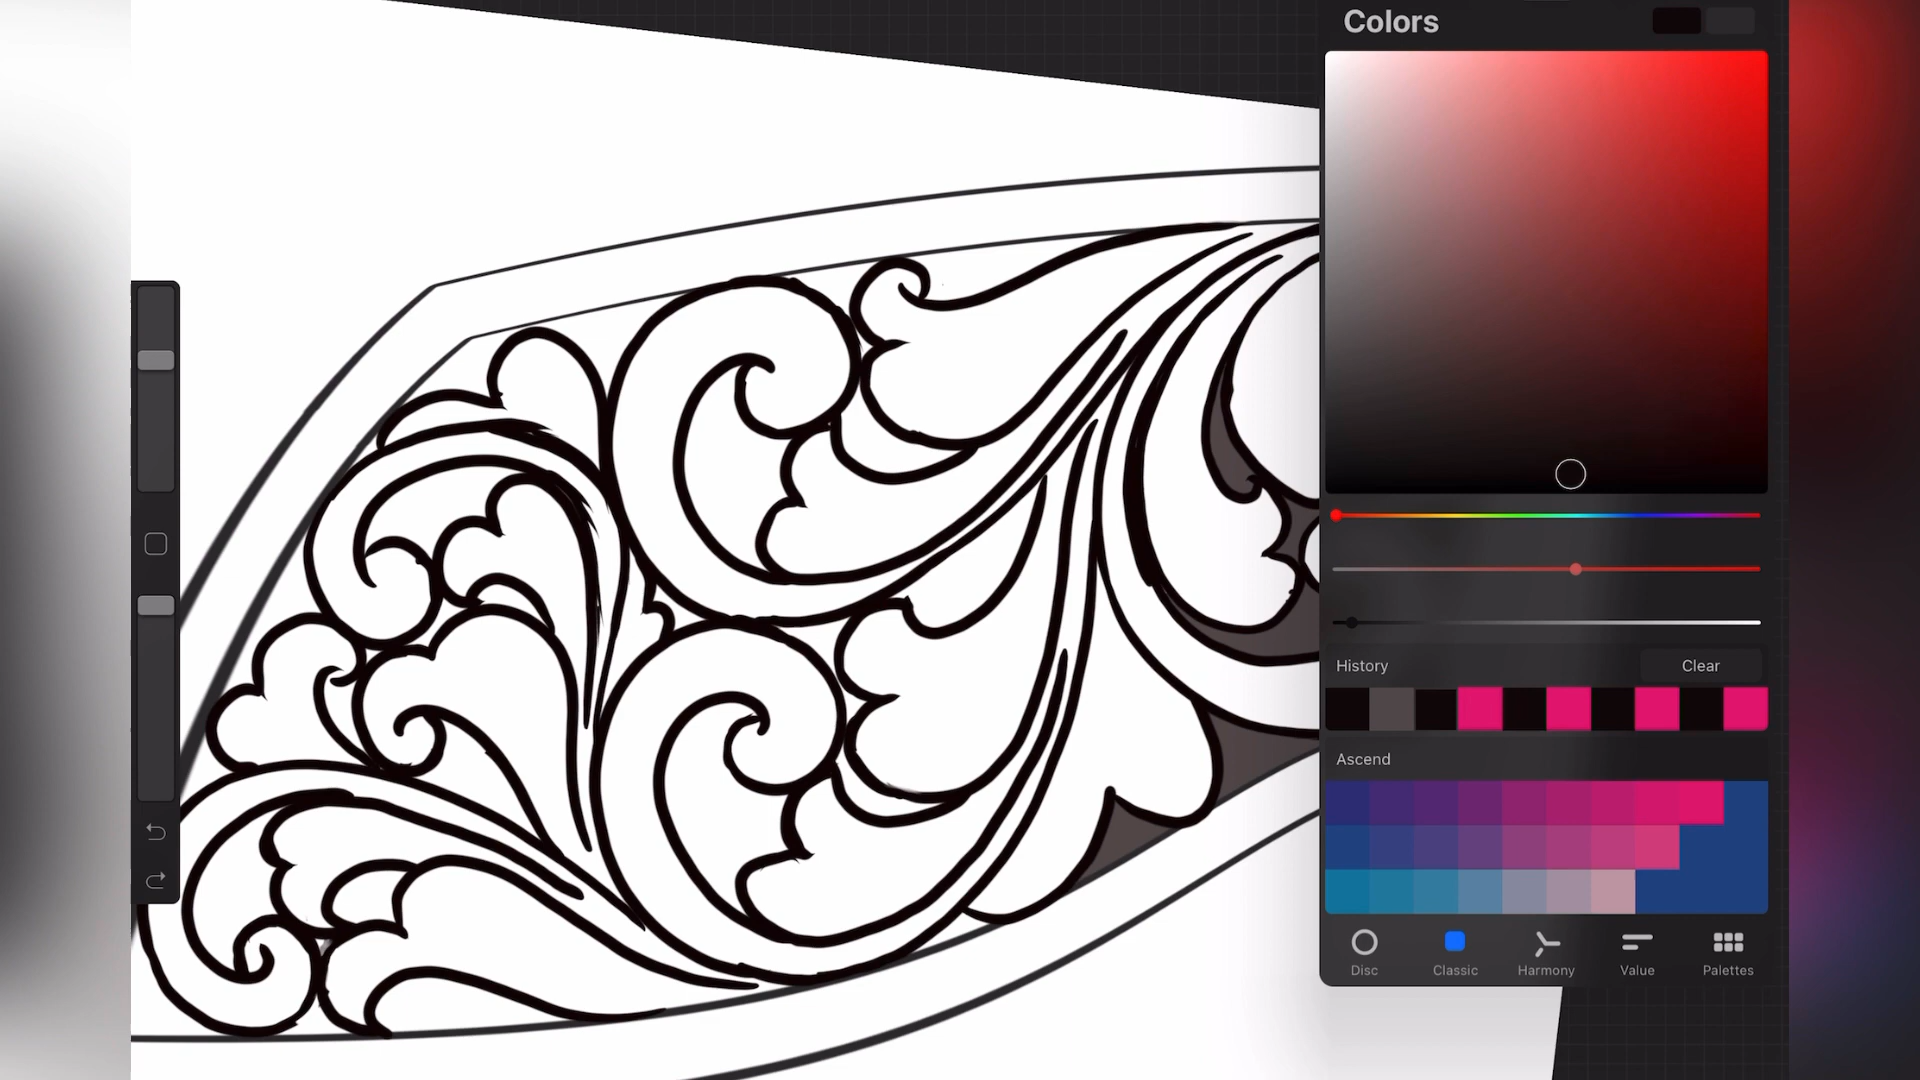 Colors
History
Clear
Ascend
Disc
Classic
Harmony
Value
Palettes